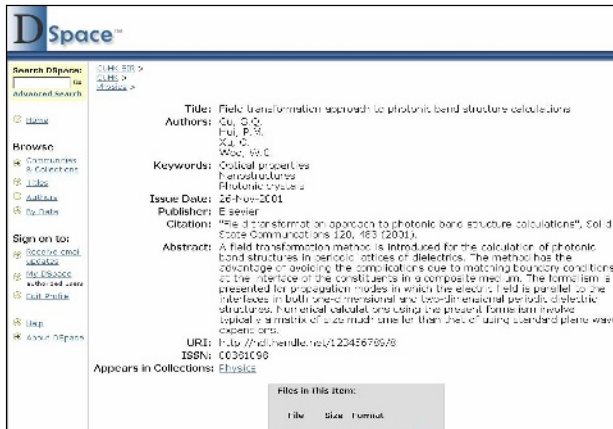 DSpace™
Search DSpace:
Go
Advanced Search
Home
Browse
Communities
& Collections
Titles
Authors
By Date
Sign on to:
Receive email
updates
My DSpace
authorized users
Edit Profile
Help
About DSpace
CUHK EIR >
CUHK >
Physics >
Title: Field transformation approach to photonic band structure calculations
Authors: Gu, G.Q.
Hui, P.M.
Xu, C.
Woo, W.C.
Keywords: Optical properties
Nanostructures
Photonic crystals
Issue Date: 26-Nov-2001
Publisher: Elsevier
Citation: "Field transformation approach to photonic band structure calculations", Solid
State Communications 120, 483 (2001).
Abstract: A field transformation method is introduced for the calculation of photonic
band structures in periodic lattices of dielectrics. The method has the
advantage of avoiding the complications due to matching boundary conditions
at the interface of the constituents in a composite medium. The formalism is
presented for propagation modes in which the electric field is parallel to the
interfaces in both one-dimensional and two-dimensional periodic dielectric
structures. Numerical calculations using the present formalism involve
typically a matrix of size much smaller than that of using standard plane wave
expansions.
URI: http://hdl.handle.net/123456789/8
ISSN: 00381098
Appears in Collections: Physics
Files in This Item:
File Size Format